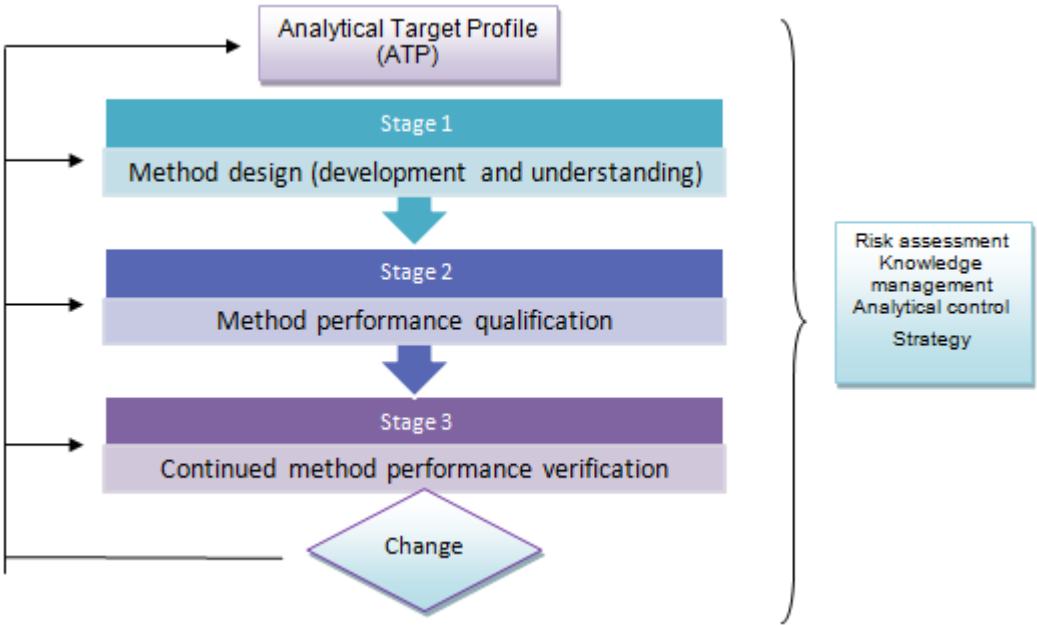 Analytical Target Profile
(ATP)
Stage 1
Method design (development and understanding)
Stage 2
Method performance qualification
Stage 3
Continued method performance verification
Change
Risk assessment
Knowledge
management
Analytical control
Strategy